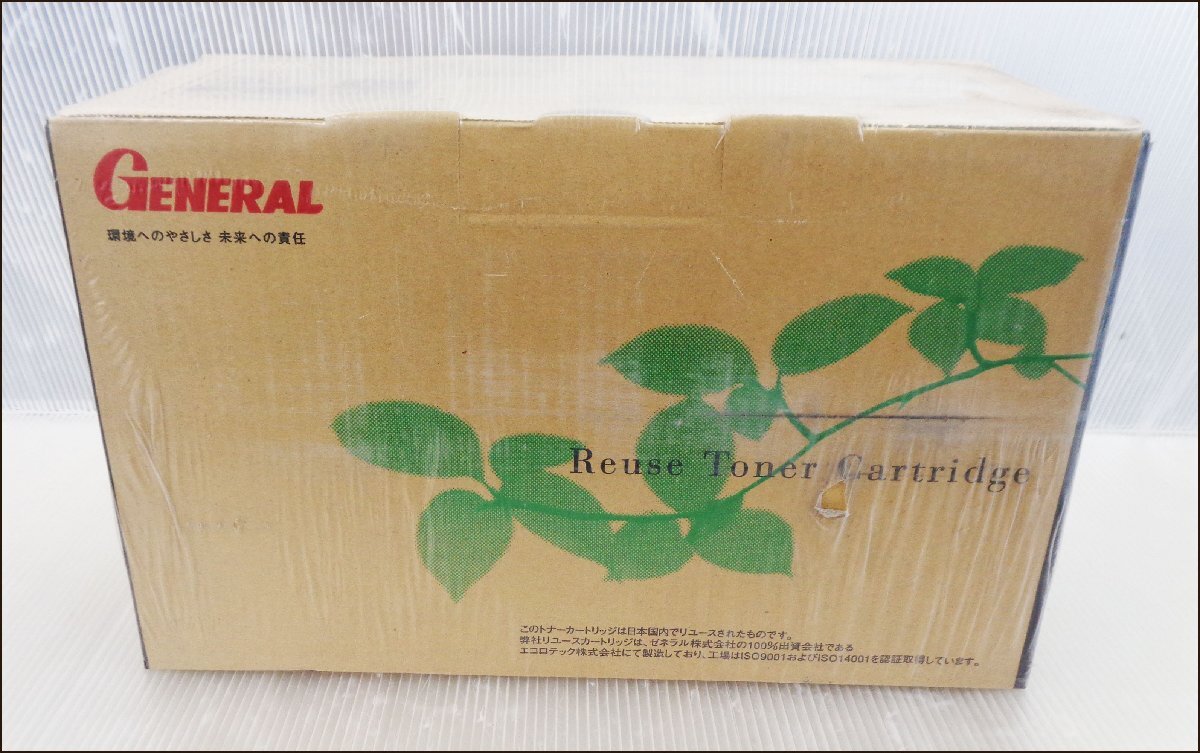 GENERAL
環境へのやさしさ 未来への責任
Reuse Toner Cartridge
このトナーカートリッジは日本国内でリユースされたものです。
弊社リユースカートリッジは、ゼネラル株式会社の100%出資会社である
エコロテック株式会社にて製造しており、工場はISO9001およびISO14001を認証取得しています。